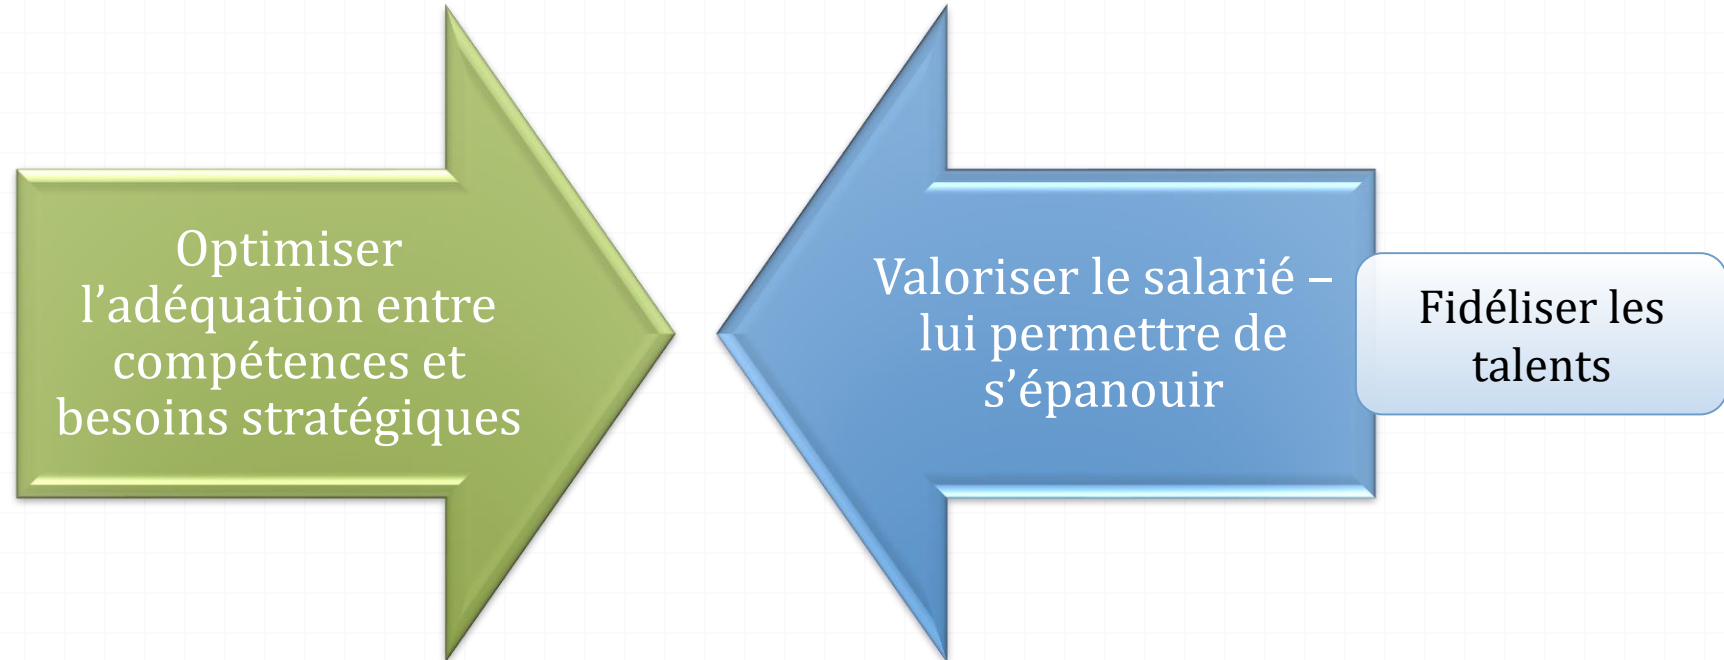 Optimiser
l’adéquation entre
compétences et
besoins stratégiques
Valoriser le salarié –
lui permettre de
s’épanouir
Fidéliser les
talents